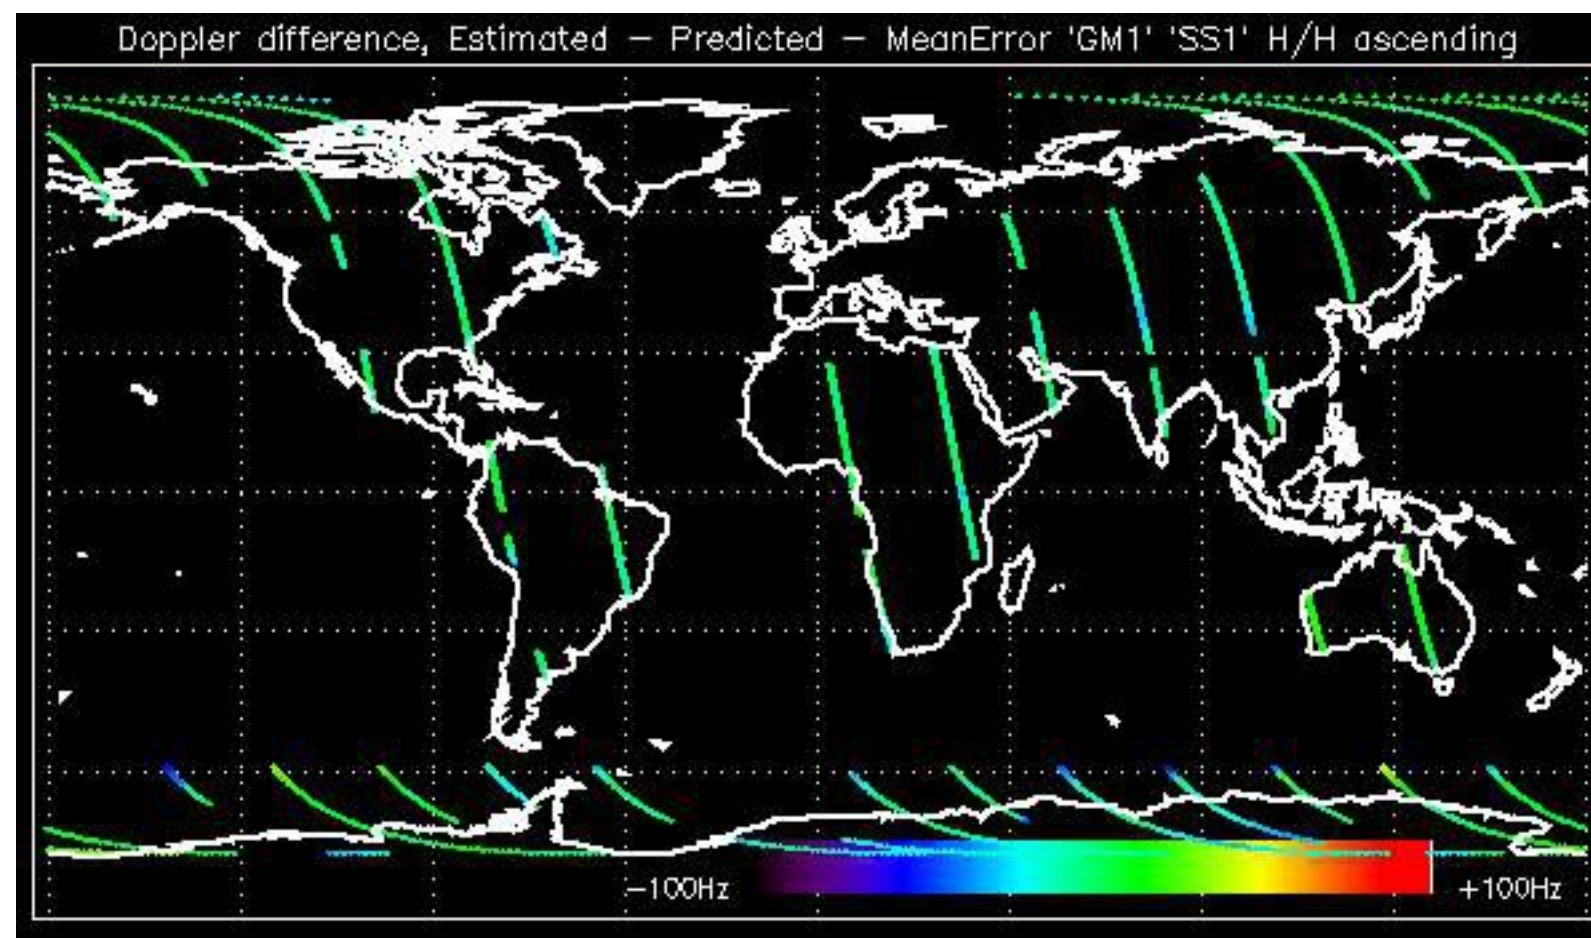 Doppler difference, Estimated – Predicted – MeanError 'GM1' 'SS1' H/H ascending
−100Hz
+100Hz